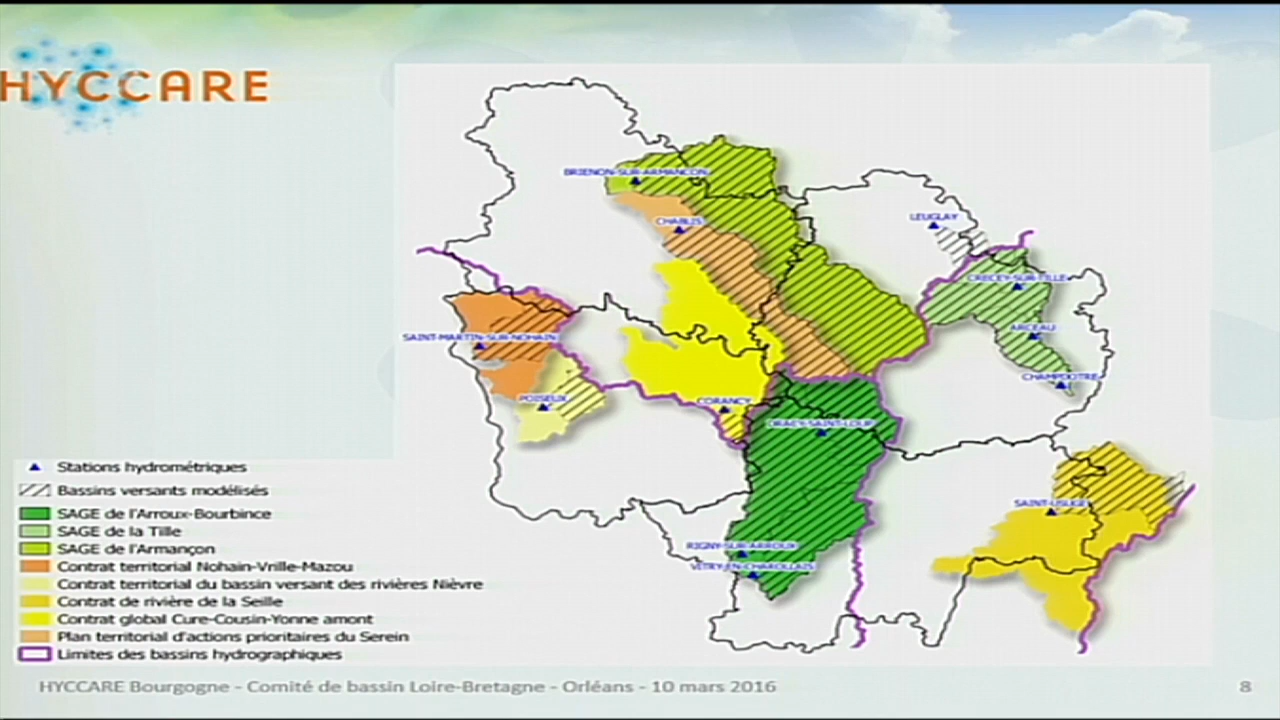 HYCCARE
BRIENON-SUR-ARMANCON
CHABLIS
LEUGLAY
CRECEY-SUR-TILLE
ARCEAU
CHAMPDOTRE
SAINT-MARTIN-SUR-NOHAIN
POISEUX
CORANCY
DRACY-SAINT-LOUP
SAINT-USUGE
RIGNY-SUR-ARROUX
VITRY-EN-CHAROLLAIS
Stations hydrométriques
Bassins versants modélisés
SAGE de l'Arroux-Bourbince
SAGE de la Tille
SAGE de l'Armançon
Contrat territorial Nohain-Vrille-Mazou
Contrat territorial du bassin versant des rivières Nièvre
Contrat de rivière de la Seille
Contrat global Cure-Cousin-Yonne amont
Plan territorial d'actions prioritaires du Serein
Limites des bassins hydrographiques
HYCCARE Bourgogne - Comité de bassin Loire-Bretagne - Orléans - 10 mars 2016
8